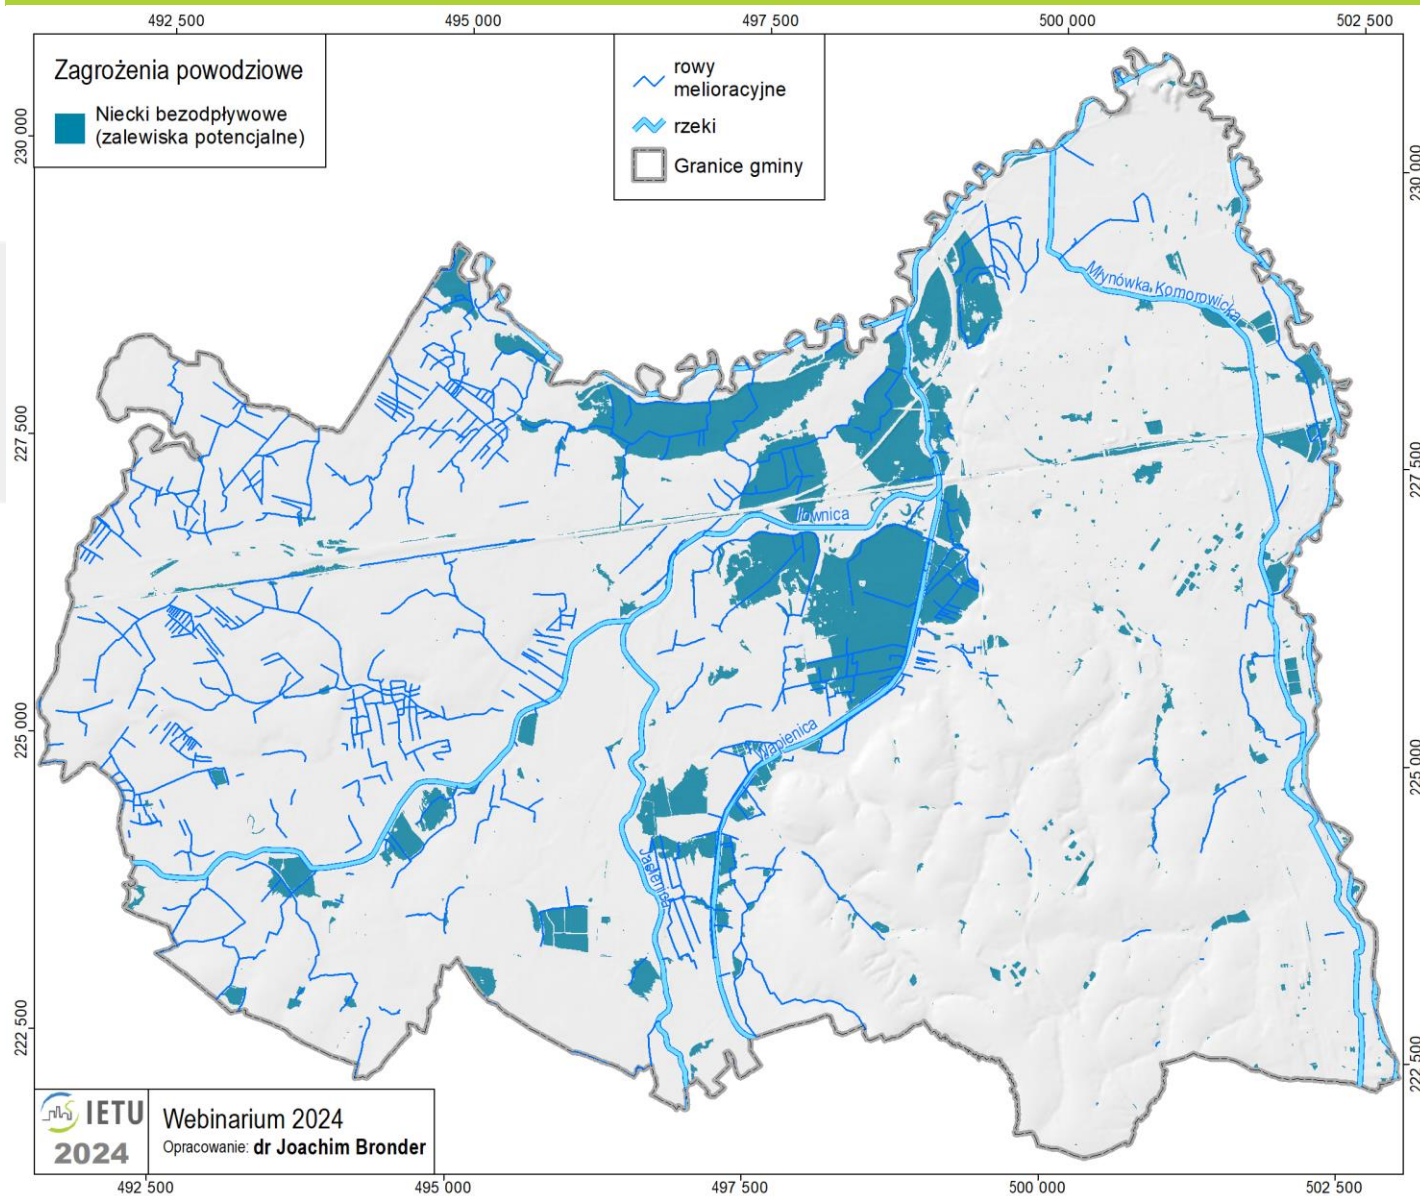 492 500
495 000
497 500
500 000
502 500
Zagrożenia powodziowe
Niecki bezodpływowe
(zalewiska potencjalne)
rowy
melioracyjne
rzeki
Granice gminy
230 000
230 000
Młynówka Komorowicka
227 500
227 500
Iłownica
225 000
225 000
Wapienica
Jasienica
222 500
222 500
IETU
2024
Webinarium 2024
Opracowanie: dr Joachim Bronder
492 500
495 000
497 500
500 000
502 500